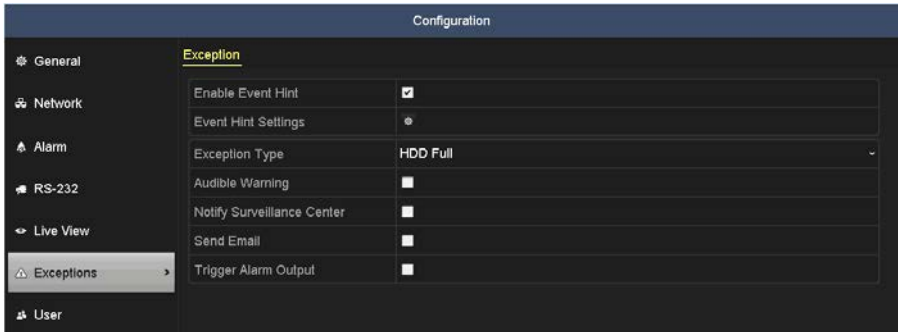 Configuration
General
Network
Alarm
RS-232
Live View
Exceptions
User
Exception
Enable Event Hint
Event Hint Settings
Exception Type HDD Full
Audible Warning
Notify Surveillance Center
Send Email
Trigger Alarm Output